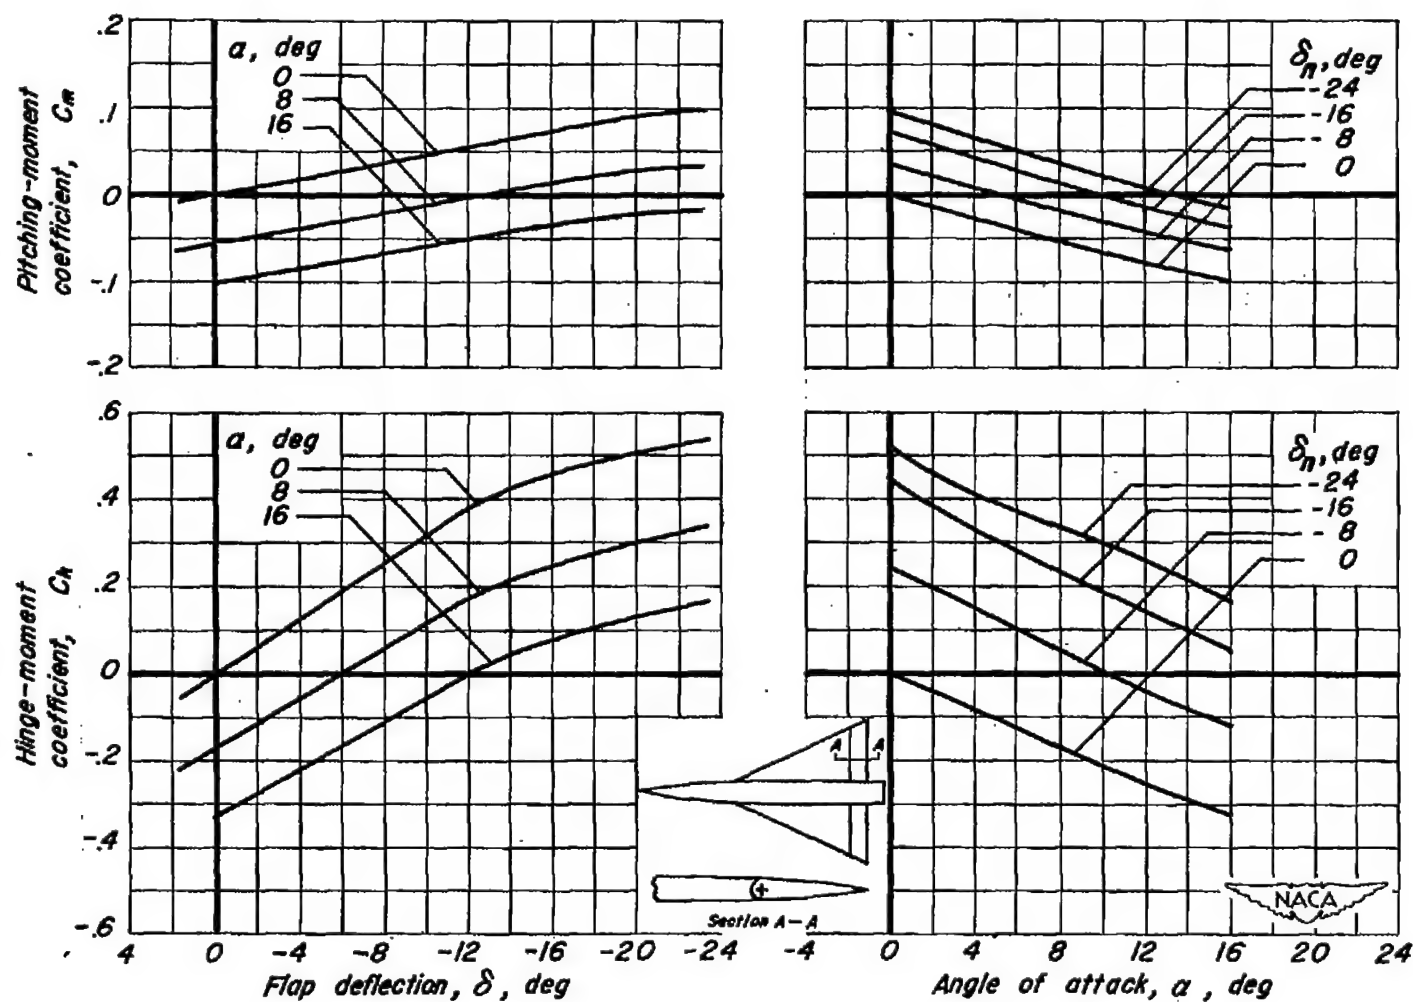 .2
.1
0
-.1
-.2
Pitching-moment
coefficient, Cm
α, deg
0
8
16
δn, deg
-24
-16
-8
0
.6
.4
.2
0
-.2
-.4
-.6
Hinge-moment
coefficient, Ch
α, deg
0
8
16
δn, deg
-24
-16
-8
0
A A
Section A-A
NACA
4 0 -4 -8 -12 -16 -20 -24
Flap deflection, δ, deg
-4 0 4 8 12 16 20 24
Angle of attack, α, deg